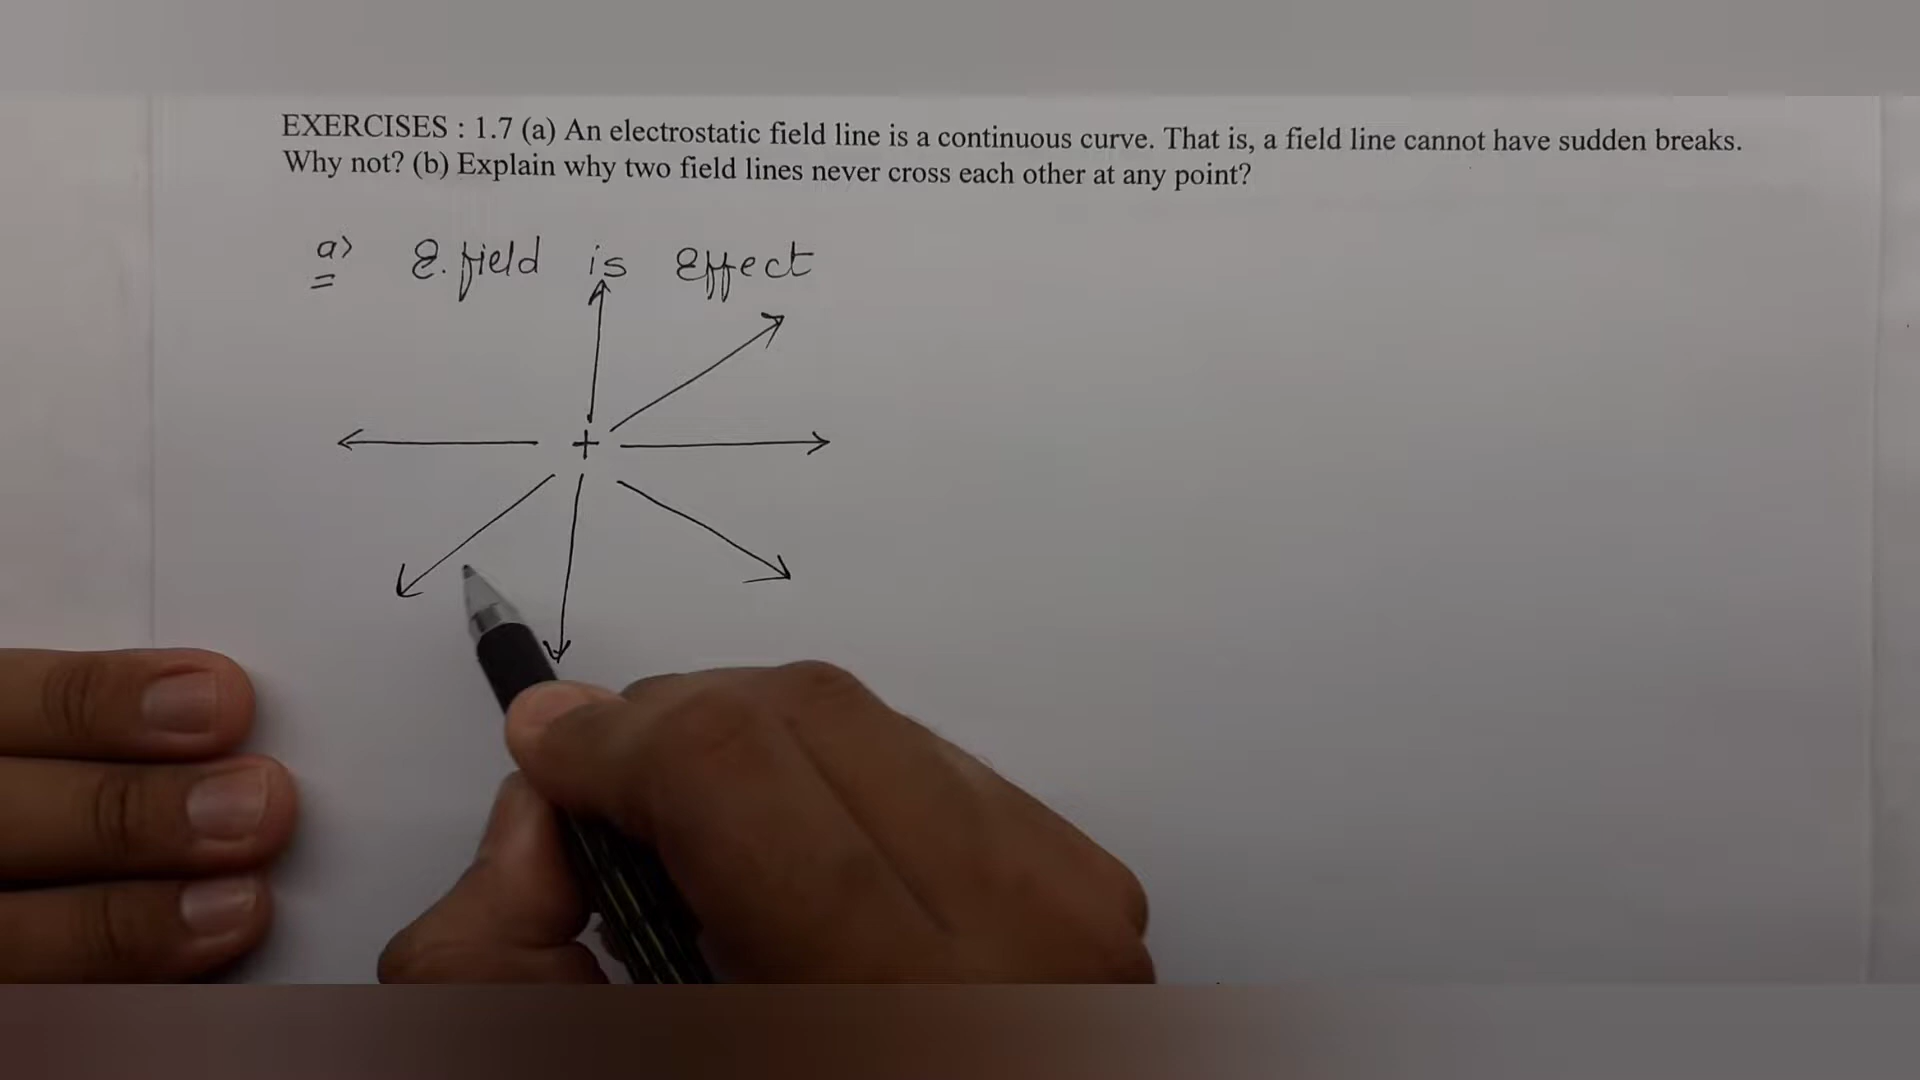 EXERCISES : 1.7 (a) An electrostatic field line is a continuous curve. That is, a field line cannot have sudden breaks.
Why not? (b) Explain why two field lines never cross each other at any point?
a) E. field is Effect
+